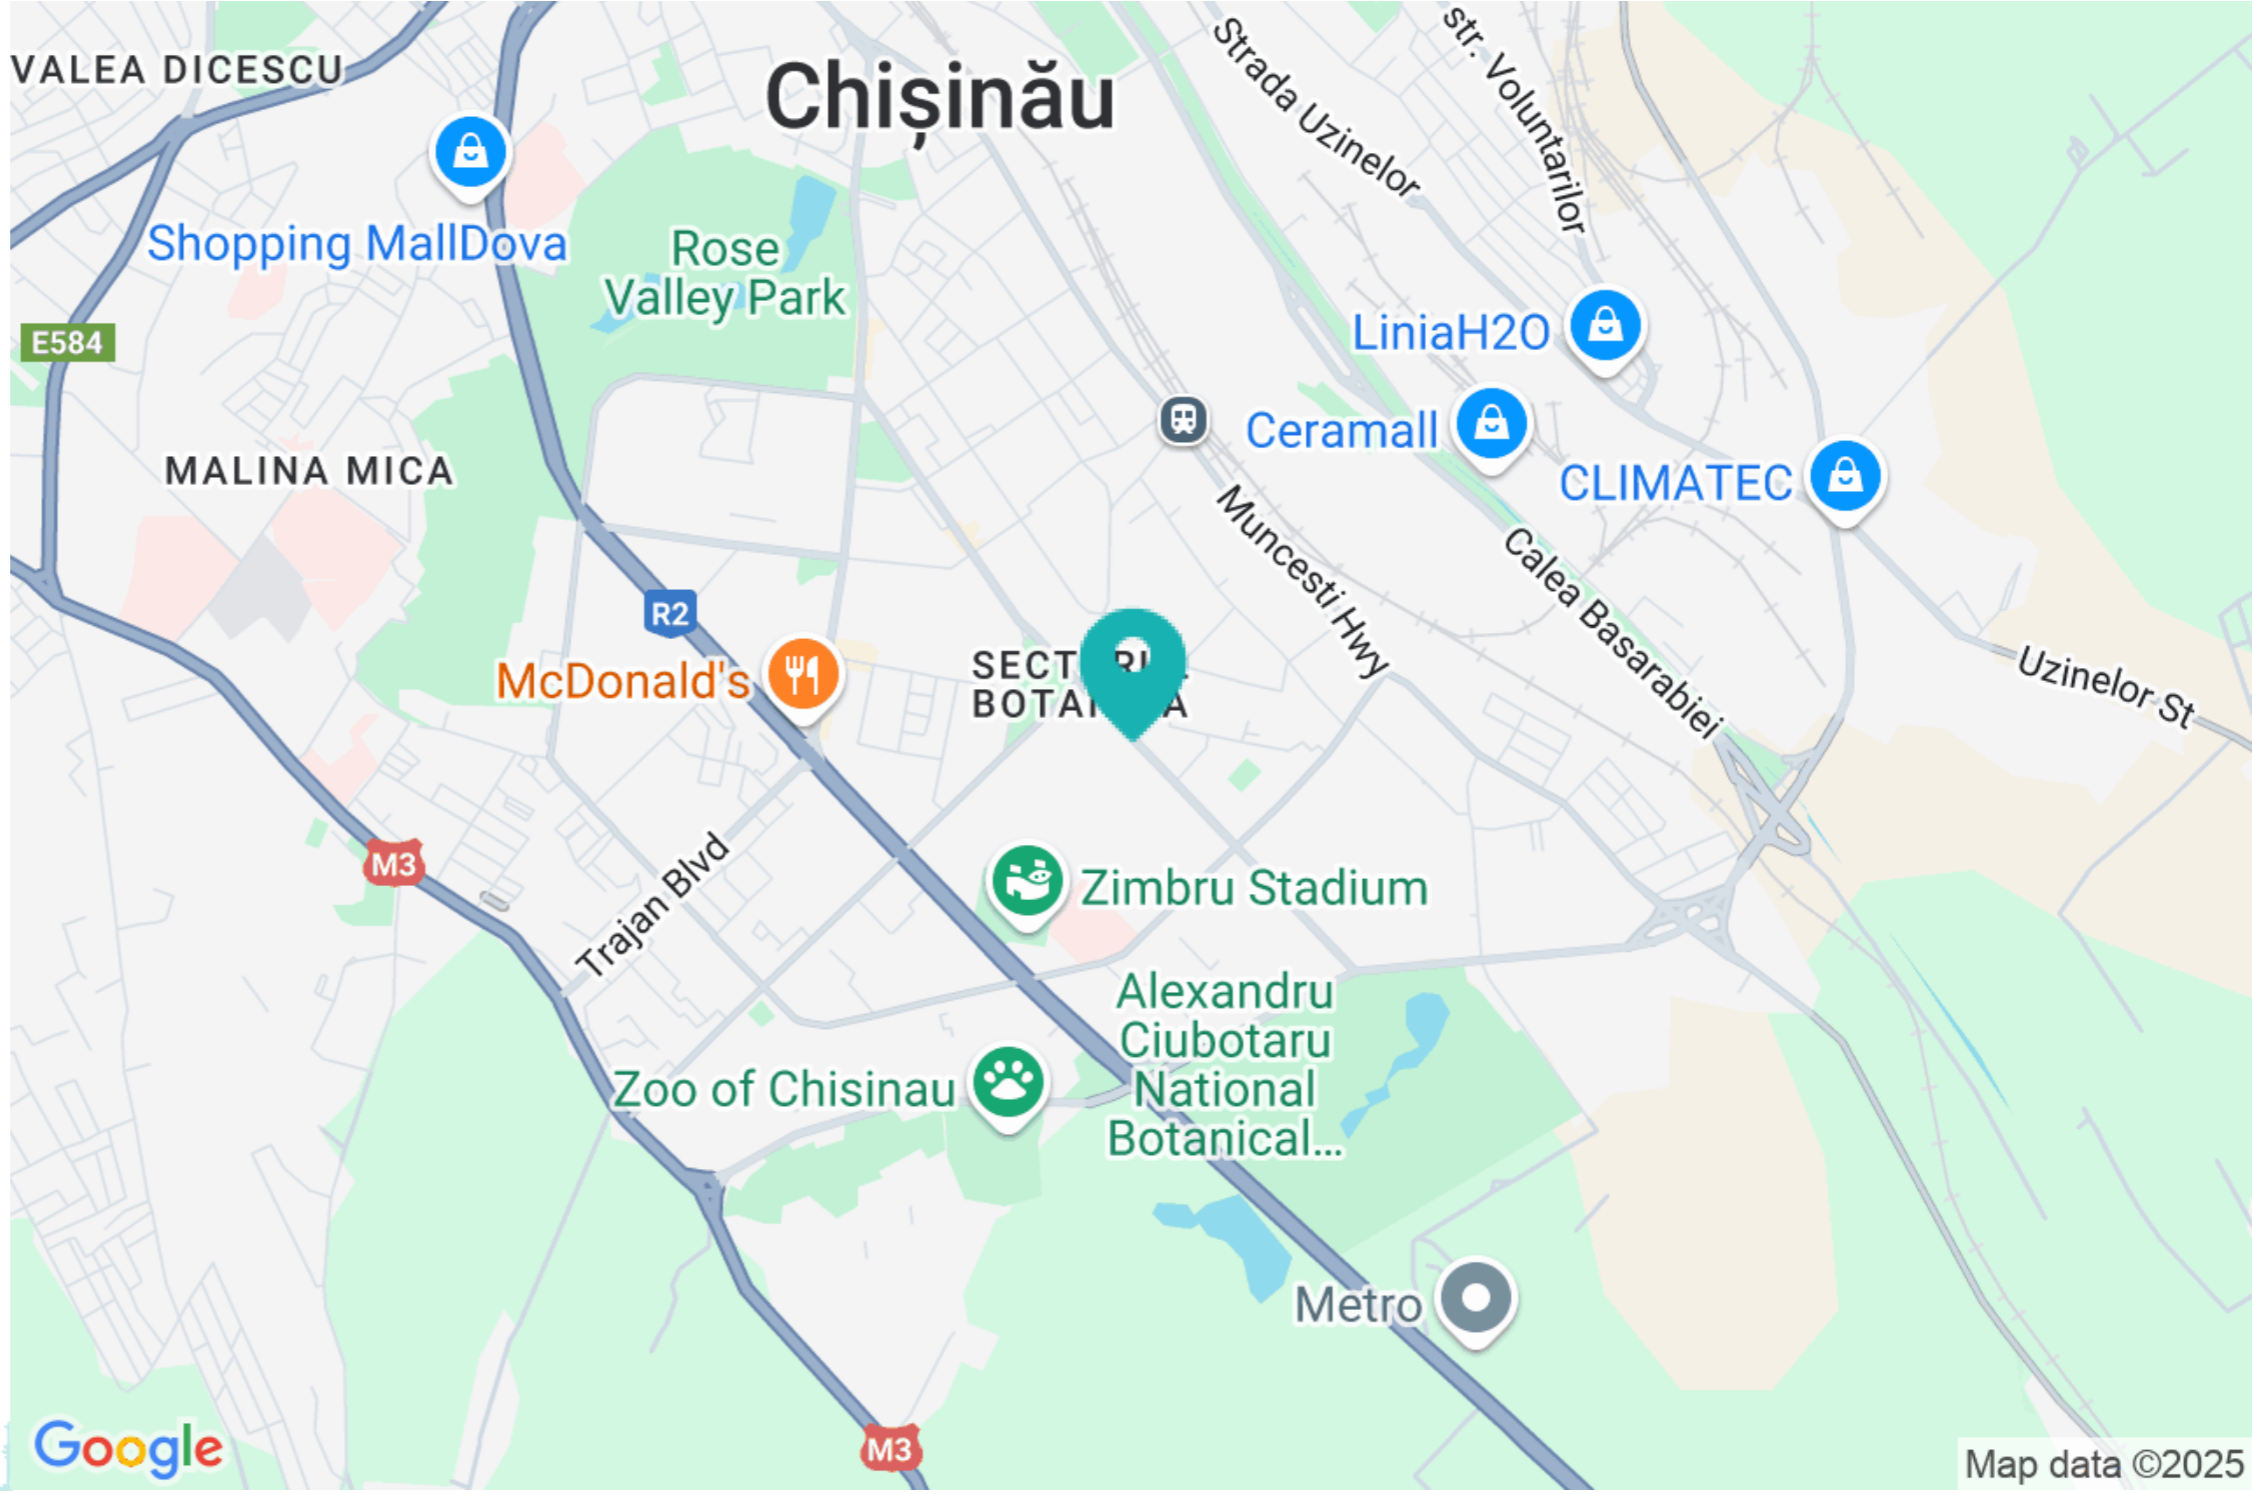 Chișinău
VALEA DICESCU
Strada Uzinelor
str. Voluntarilor
Shopping MallDova
Rose
Valley Park
E584
LiniaH2O
Ceramall
CLIMATEC
MALINA MICA
Muncesti Hwy
Calea Basarabiei
R2
McDonald's
Uzinelor St
M3
Trajan Blvd
Zimbru Stadium
Alexandru
Ciubotaru
National
Botanical...
Zoo of Chisinau
Metro
M3
Google
Map data ©2025